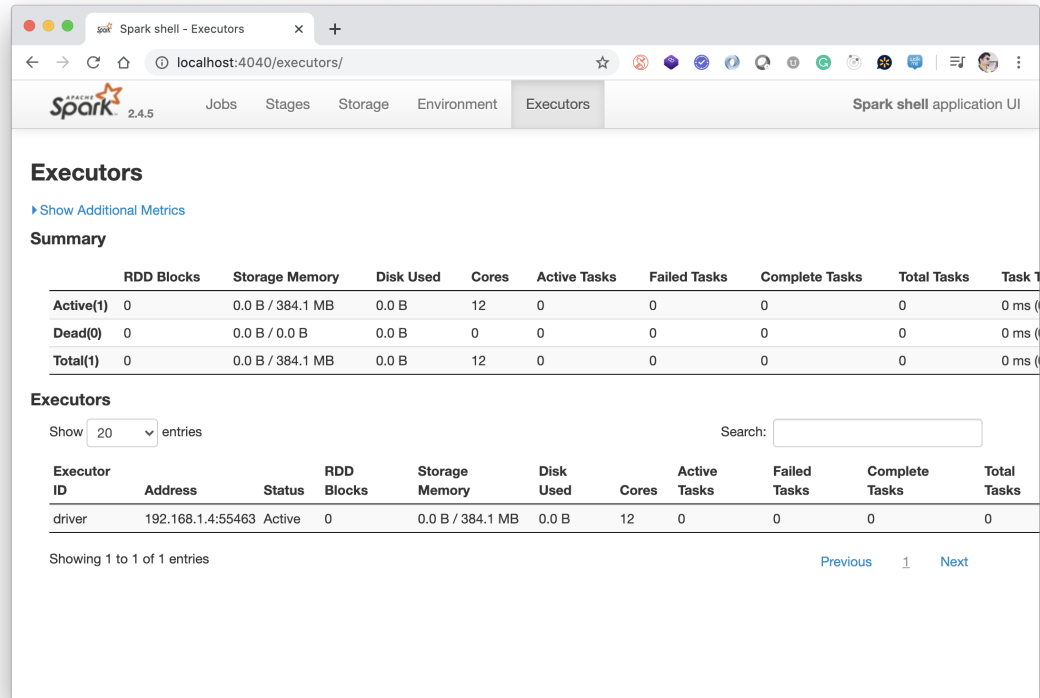 Spark shell - Executors
localhost:4040/executors/
APACHE Spark 2.4.5 Jobs Stages Storage Environment Executors Spark shell application UI
Executors
Show Additional Metrics
Summary
RDD Blocks Storage Memory Disk Used Cores Active Tasks Failed Tasks Complete Tasks Total Tasks Task
Active(1) 0 0.0 B / 384.1 MB 0.0 B 12 0 0 0 0 0 ms
Dead(0) 0 0.0 B / 0.0 B 0.0 B 0 0 0 0 0 0 ms
Total(1) 0 0.0 B / 384.1 MB 0.0 B 12 0 0 0 0 0 ms
Executors
Show 20 entries Search:
Executor ID Address Status RDD Blocks Storage Memory Disk Used Cores Active Tasks Failed Tasks Complete Tasks Total Tasks
driver 192.168.1.4:55463 Active 0 0.0 B / 384.1 MB 0.0 B 12 0 0 0 0
Showing 1 to 1 of 1 entries Previous 1 Next